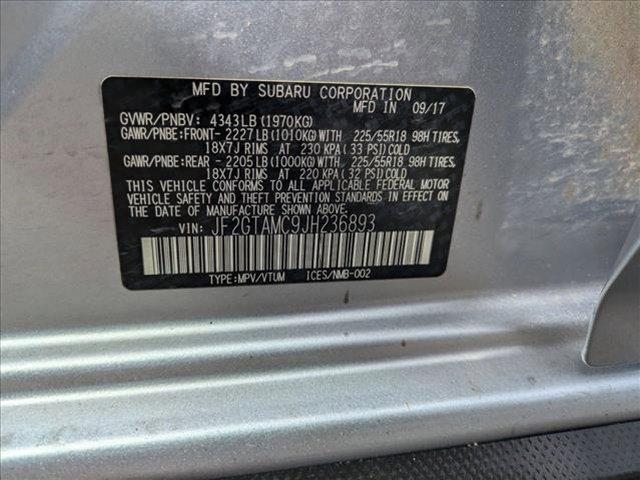 MFD BY SUBARU CORPORATION
MFD IN 09/17
GVWR/PNBV: 4343LB (1970KG)
GAWR/PNBE:FRONT- 2227LB (1010KG) WITH 225/55R18 98H TIRES,
18X7J RIMS AT 230 KPA (33 PSI) COLD
GAWR/PNBE:REAR - 2205LB (1000KG) WITH 225/55R18 98H TIRES,
18X7J RIMS AT 220 KPA (32 PSI) COLD
THIS VEHICLE CONFORMS TO ALL APPLICABLE FEDERAL MOTOR
VEHICLE SAFETY AND THEFT PREVENTION STANDARDS IN EFFECT ON
THE DATE OF MANUFACTURE SHOWN ABOVE.
VIN: JF2GTAMC9JH236893
TYPE:MPV/VTUM ICES/NMB-002